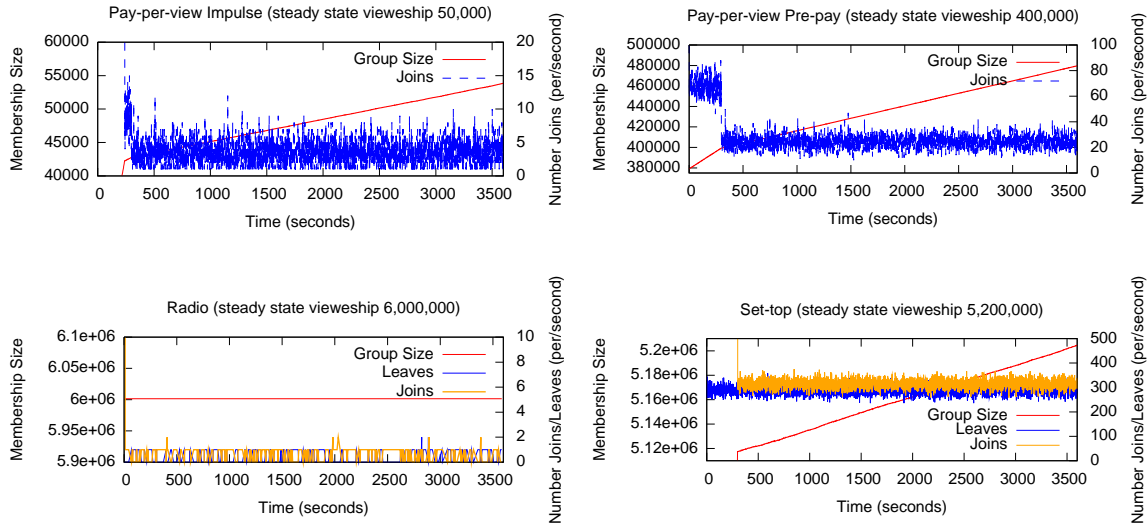 Pay-per-view Impulse (steady state vieweship 50,000)
60000
55000
50000
45000
40000
20
15
10
5
0
Group Size
Joins
0 500 1000 1500 2000 2500 3000 3500
Time (seconds)
Membership Size
Number Joins (per/second)
Pay-per-view Pre-pay (steady state vieweship 400,000)
500000
480000
460000
440000
420000
400000
380000
100
80
60
40
20
0
Group Size
Joins
0 500 1000 1500 2000 2500 3000 3500
Time (seconds)
Membership Size
Number Joins (per/second)
Radio (steady state vieweship 6,000,000)
6.1e+06
6.05e+06
6e+06
5.95e+06
5.9e+06
10
8
6
4
2
0
Group Size
Leaves
Joins
0 500 1000 1500 2000 2500 3000 3500
Time (seconds)
Membership Size
Number Joins/Leaves (per/second)
Set-top (steady state vieweship 5,200,000)
5.2e+06
5.18e+06
5.16e+06
5.14e+06
5.12e+06
500
400
300
200
100
0
Group Size
Leaves
Joins
0 500 1000 1500 2000 2500 3000 3500
Time (seconds)
Membership Size
Number Joins/Leaves (per/second)